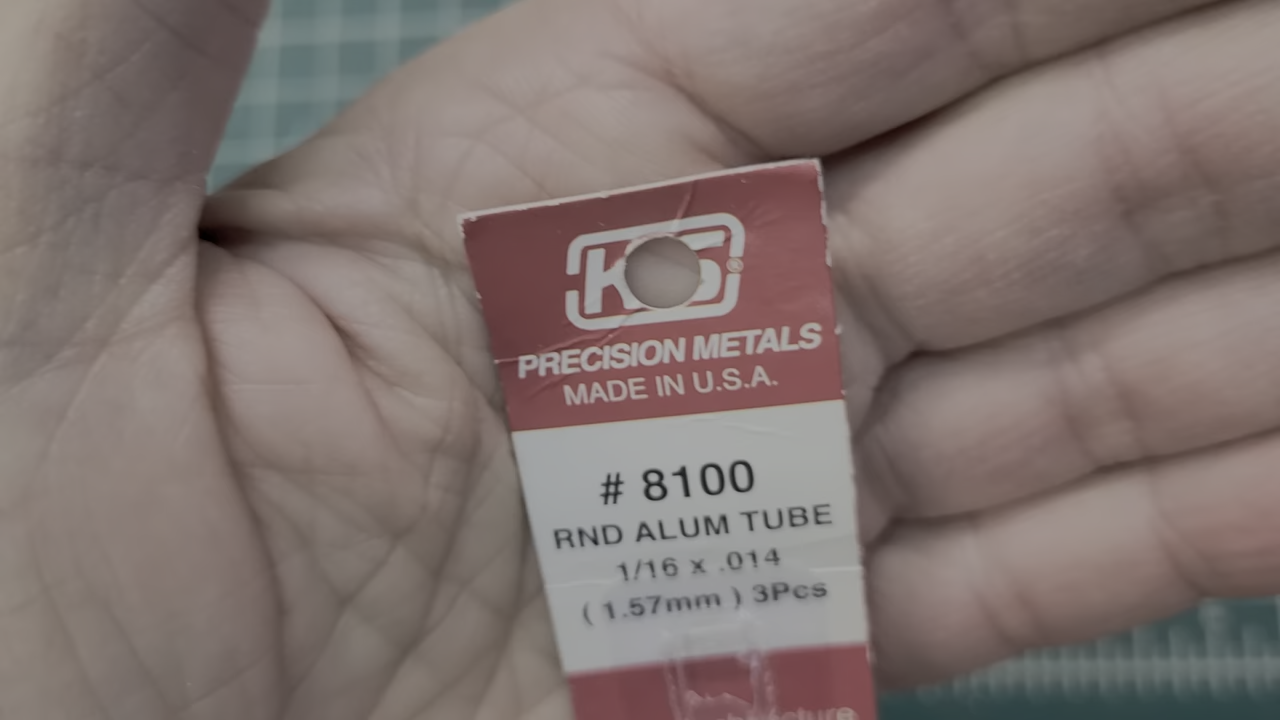 K&S®
PRECISION METALS
MADE IN U.S.A.
# 8100
RND ALUM TUBE
1/16 x .014
( 1.57mm ) 3Pcs